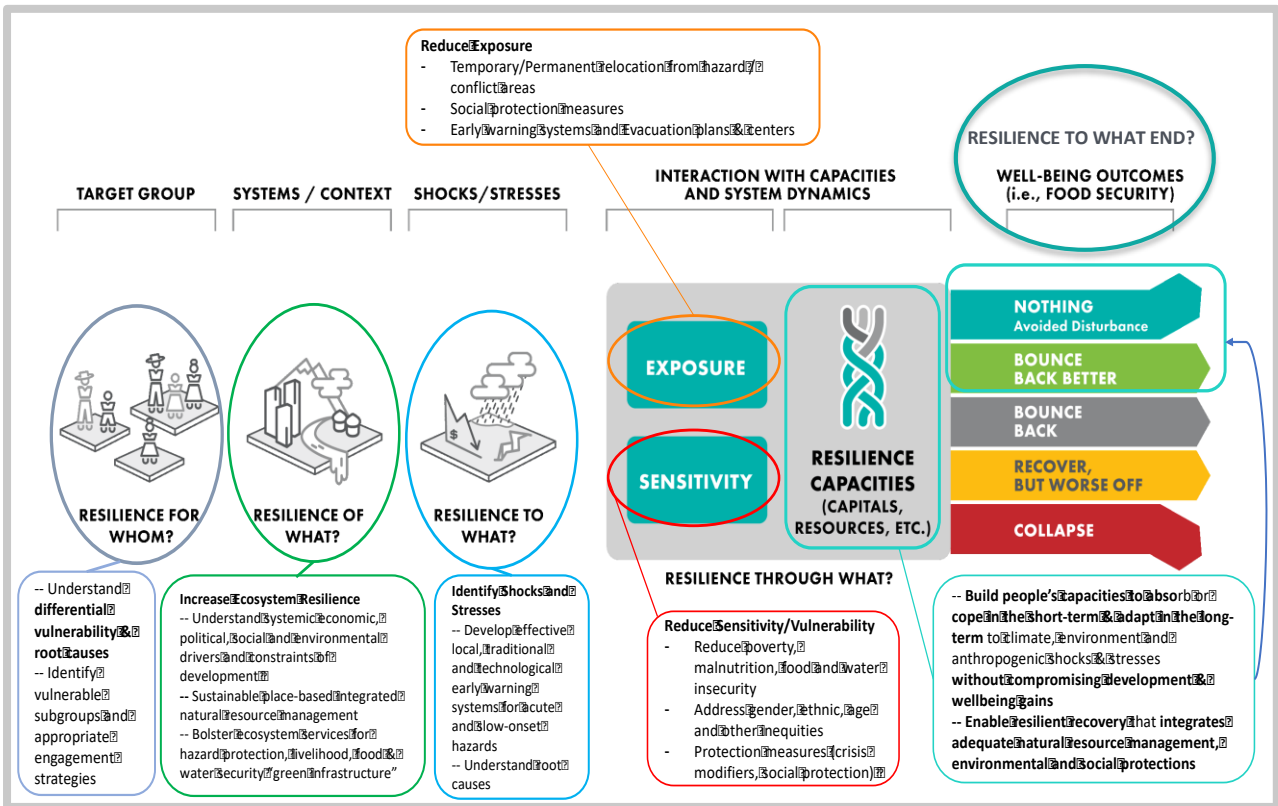 Reduce Exposure
- Temporary/Permanent relocation from hazard /
conflict areas
- Social protection measures
- Early warning systems and Evacuation plans & centers
RESILIENCE TO WHAT END?
TARGET GROUP
SYSTEMS / CONTEXT
SHOCKS/STRESSES
INTERACTION WITH CAPACITIES
AND SYSTEM DYNAMICS
WELL-BEING OUTCOMES
(i.e., FOOD SECURITY)
$
RESILIENCE FOR
WHOM?
RESILIENCE OF
WHAT?
RESILIENCE TO
WHAT?
EXPOSURE
SENSITIVITY
RESILIENCE
CAPACITIES
(CAPITALS,
RESOURCES, ETC.)
NOTHING
Avoided Disturbance
BOUNCE
BACK BETTER
BOUNCE
BACK
RECOVER,
BUT WORSE OFF
COLLAPSE
RESILIENCE THROUGH WHAT?
-- Understand
differential
vulnerability &
root causes
-- Identify
vulnerable
subgroups and
appropriate
engagement
strategies
Increase Ecosystem Resilience
-- Understand systemic economic,
political, social and environmental
drivers and constraints of
development
-- Sustainable place-based integrated
natural resource management
-- Bolster ecosystem services for
hazard protection, livelihood, food &
water security "green infrastructure"
Identify Shocks and
Stresses
-- Develop effective
local, traditional
and technological
early warning
systems for acute
and slow-onset
hazards
-- Understand root
causes
Reduce Sensitivity/Vulnerability
- Reduce poverty,
malnutrition, food and water
insecurity
- Address gender, ethnic, age
and other inequities
- Protection measures (crisis
modifiers, social protection)
-- Build people's capacities to absorb or
cope in the short-term & adapt in the long-
term to climate, environment and
anthropogenic shocks & stresses
without compromising development &
wellbeing gains
-- Enable resilient recovery that integrates
adequate natural resource management,
environmental and social protections